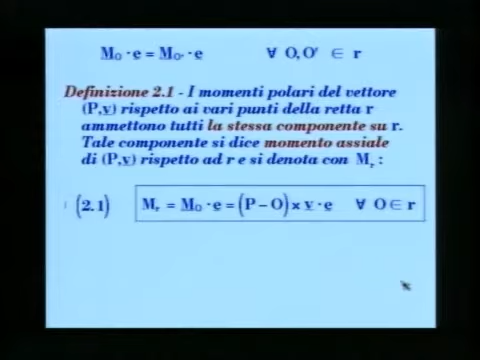 M_O · e = M_O' · e ∀ O,O' ∈ r
Definizione 2.1 - I momenti polari del vettore
(P,v) rispetto ai vari punti della retta r
ammettono tutti la stessa componente su r.
Tale componente si dice momento assiale
di (P,v) rispetto ad r e si denota con M_r :
(2.1) M_r = M_O · e = (P – O) × v · e ∀ O ∈ r